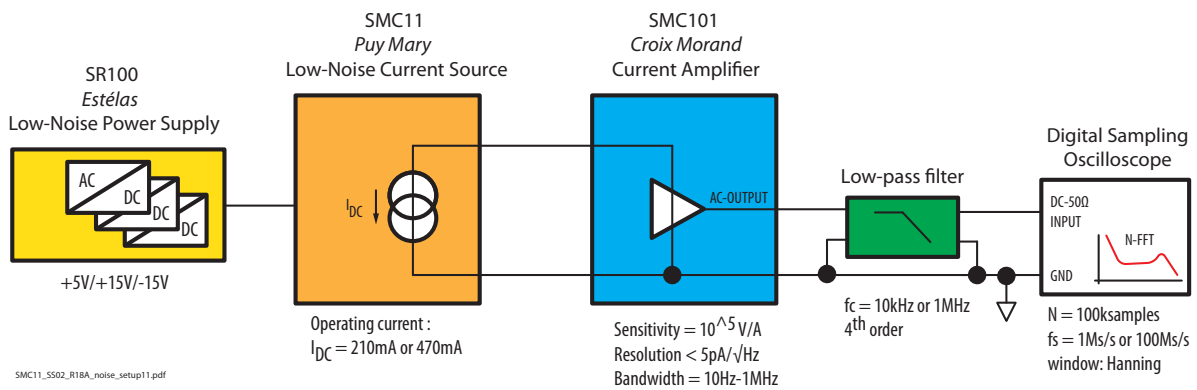 SR100
Estélas
Low-Noise Power Supply
AC
DC
DC
DC
+5V/+15V/-15V
SMC11
Puy Mary
Low-Noise Current Source
IDC
Operating current :
IDC = 210mA or 470mA
SMC101
Croix Morand
Current Amplifier
AC-OUTPUT
Sensitivity = 10^5 V/A
Resolution < 5pA/√Hz
Bandwidth = 10Hz-1MHz
Low-pass filter
fc = 10kHz or 1MHz
4th order
Digital Sampling
Oscilloscope
DC-50Ω
INPUT
N-FFT
GND
N = 100ksamples
fs = 1Ms/s or 100Ms/s
window: Hanning
SMC11_SS02_R18A_noise_setup11.pdf